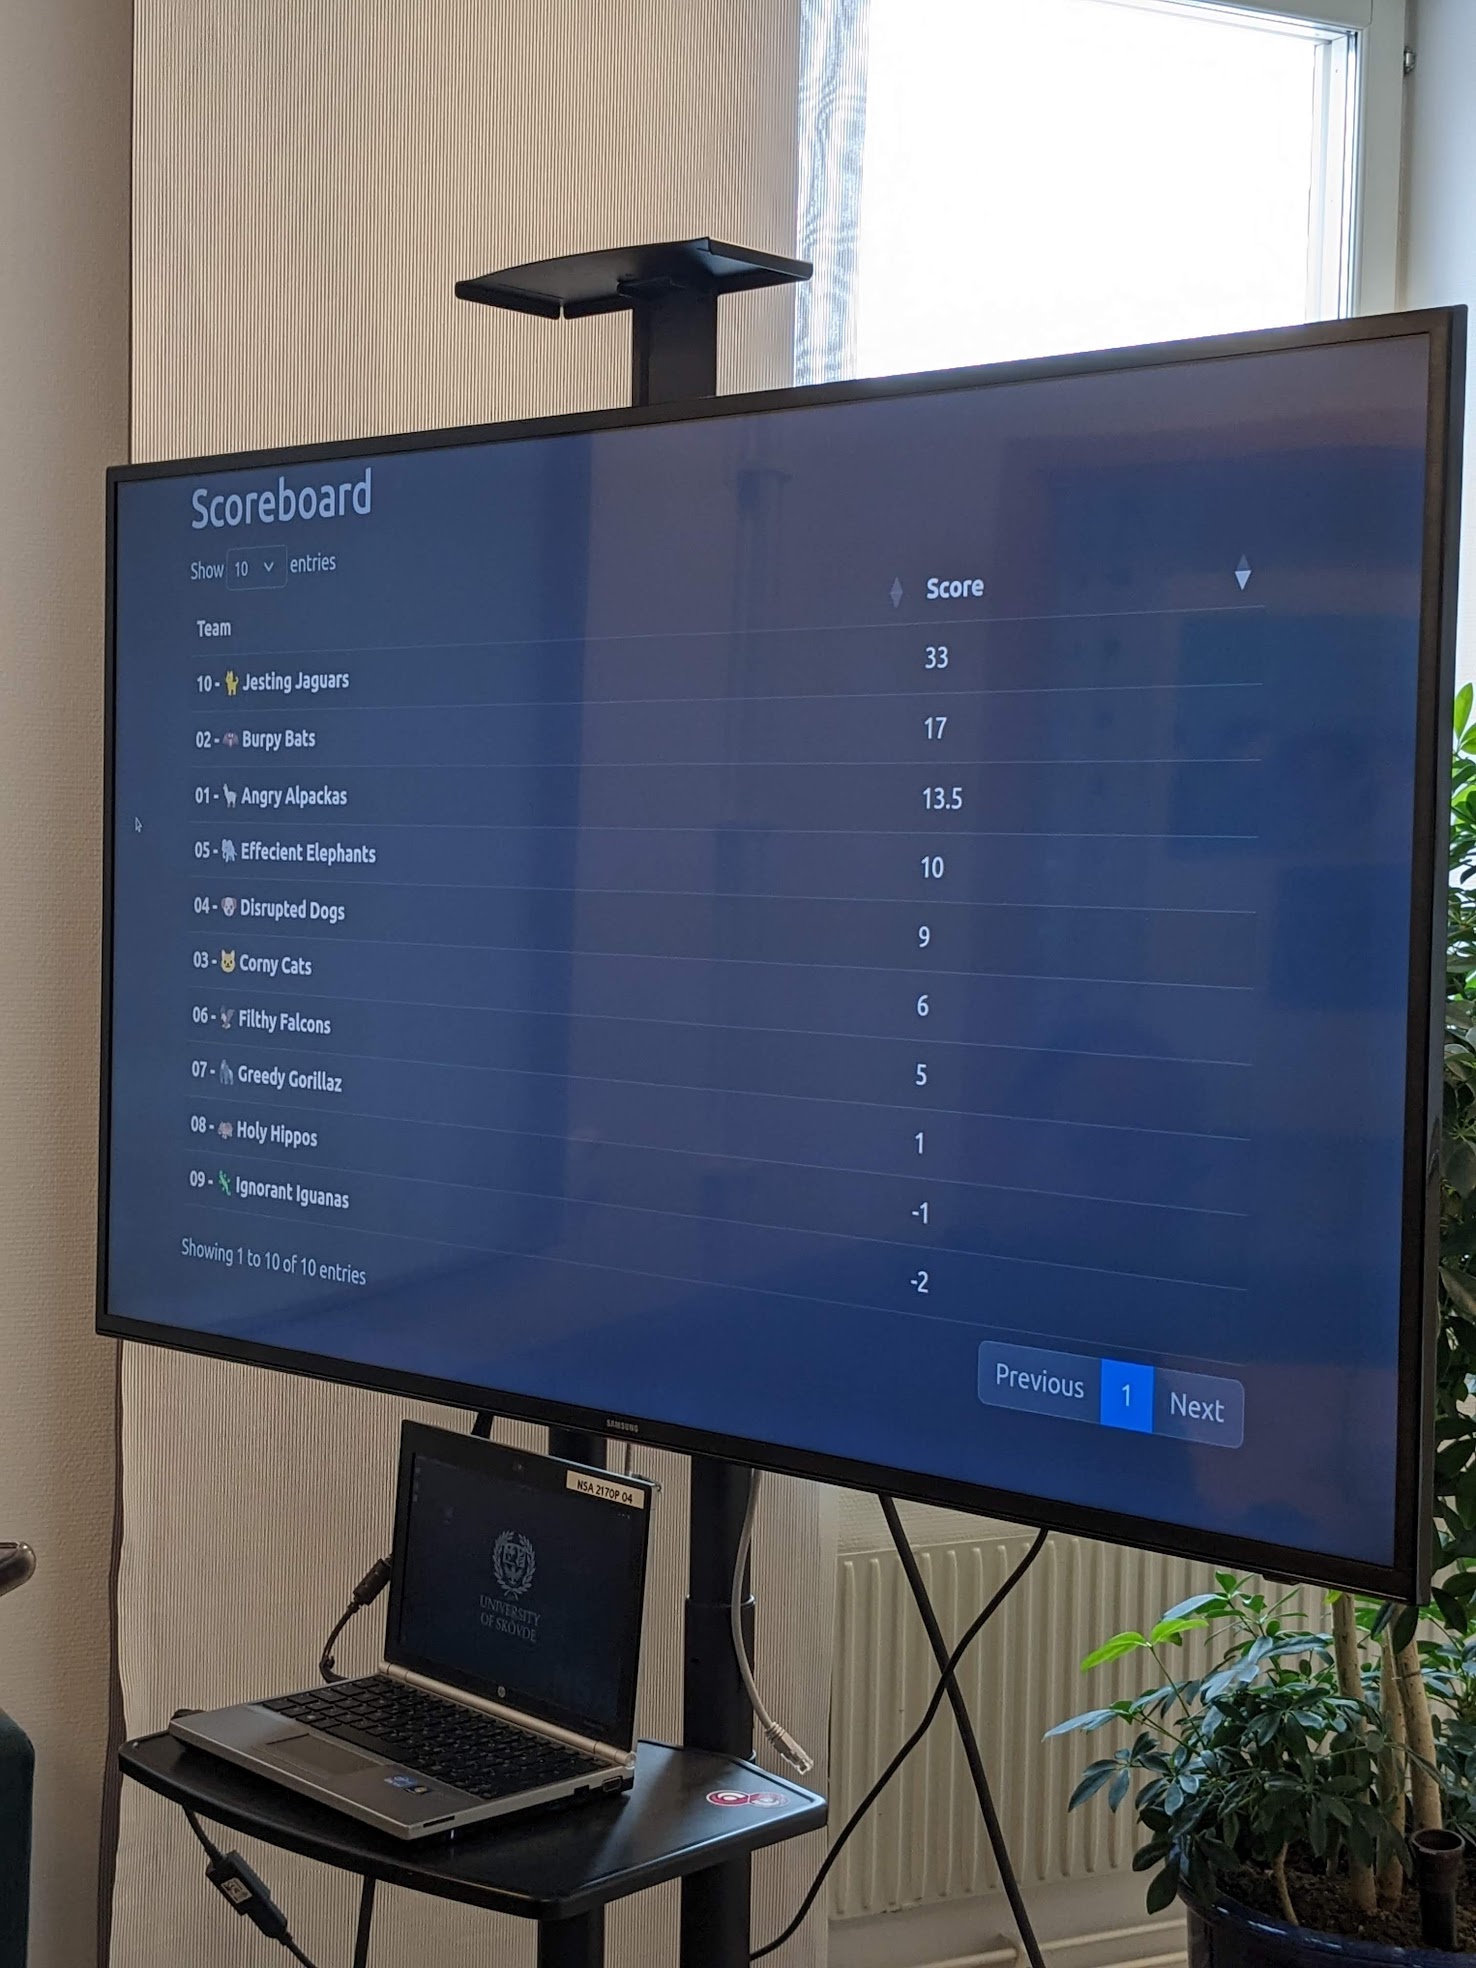 Scoreboard
Show 10 entries
Team Score
10 - Jesting Jaguars 33
02 - Burpy Bats 17
01 - Angry Alpackas 13.5
05 - Effecient Elephants 10
04 - Disrupted Dogs 9
03 - Corny Cats 6
06 - Filthy Falcons 5
07 - Greedy Gorillaz 1
08 - Holy Hippos -1
09 - Ignorant Iguanas -2
Showing 1 to 10 of 10 entries
Previous 1 Next
SAMSUNG
NSA 2170P 04
UNIVERSITY
OF SKÖVDE
hp